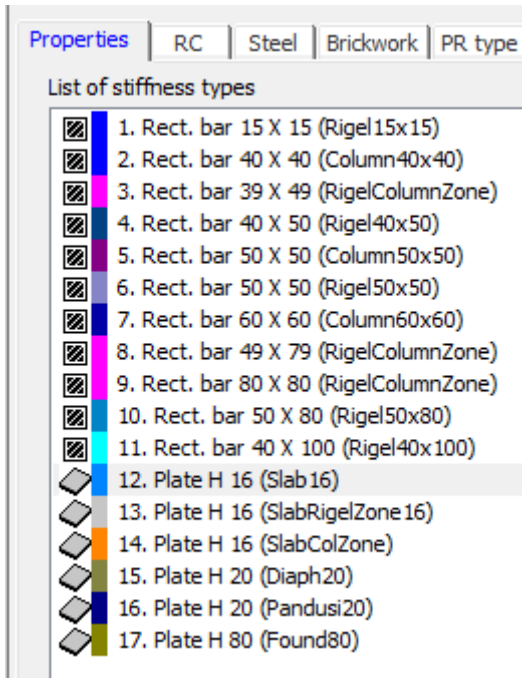 Properties RC Steel Brickwork PR type
List of stiffness types
1. Rect. bar 15 X 15 (Rigel15x15)
2. Rect. bar 40 X 40 (Column40x40)
3. Rect. bar 39 X 49 (RigelColumnZone)
4. Rect. bar 40 X 50 (Rigel40x50)
5. Rect. bar 50 X 50 (Column50x50)
6. Rect. bar 50 X 50 (Rigel50x50)
7. Rect. bar 60 X 60 (Column60x60)
8. Rect. bar 49 X 79 (RigelColumnZone)
9. Rect. bar 80 X 80 (RigelColumnZone)
10. Rect. bar 50 X 80 (Rigel50x80)
11. Rect. bar 40 X 100 (Rigel40x100)
12. Plate H 16 (Slab16)
13. Plate H 16 (SlabRigelZone16)
14. Plate H 16 (SlabColZone)
15. Plate H 20 (Diaph20)
16. Plate H 20 (Pandusi20)
17. Plate H 80 (Found80)